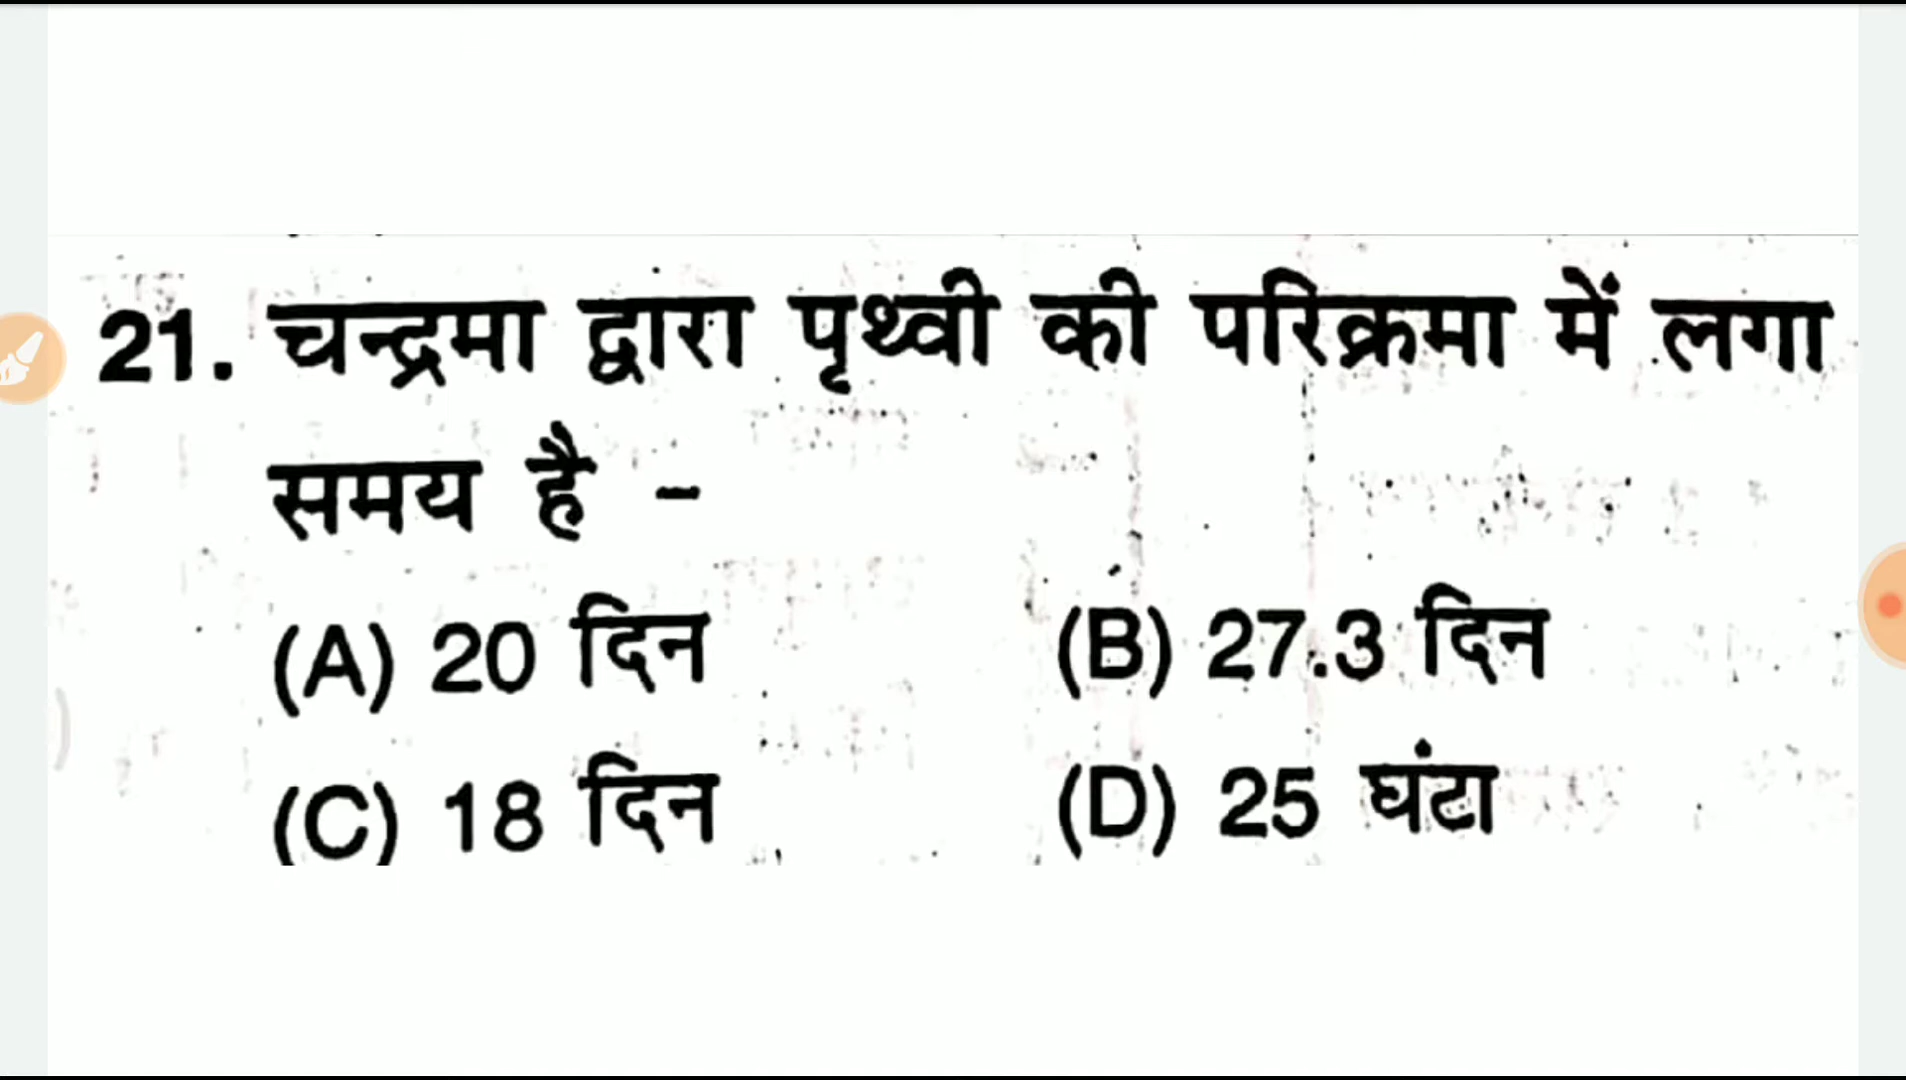 21. चन्द्रमा द्वारा पृथ्वी की परिक्रमा में लगा
समय है -
(A) 20 दिन (B) 27.3 दिन
(C) 18 दिन (D) 25 घंटा